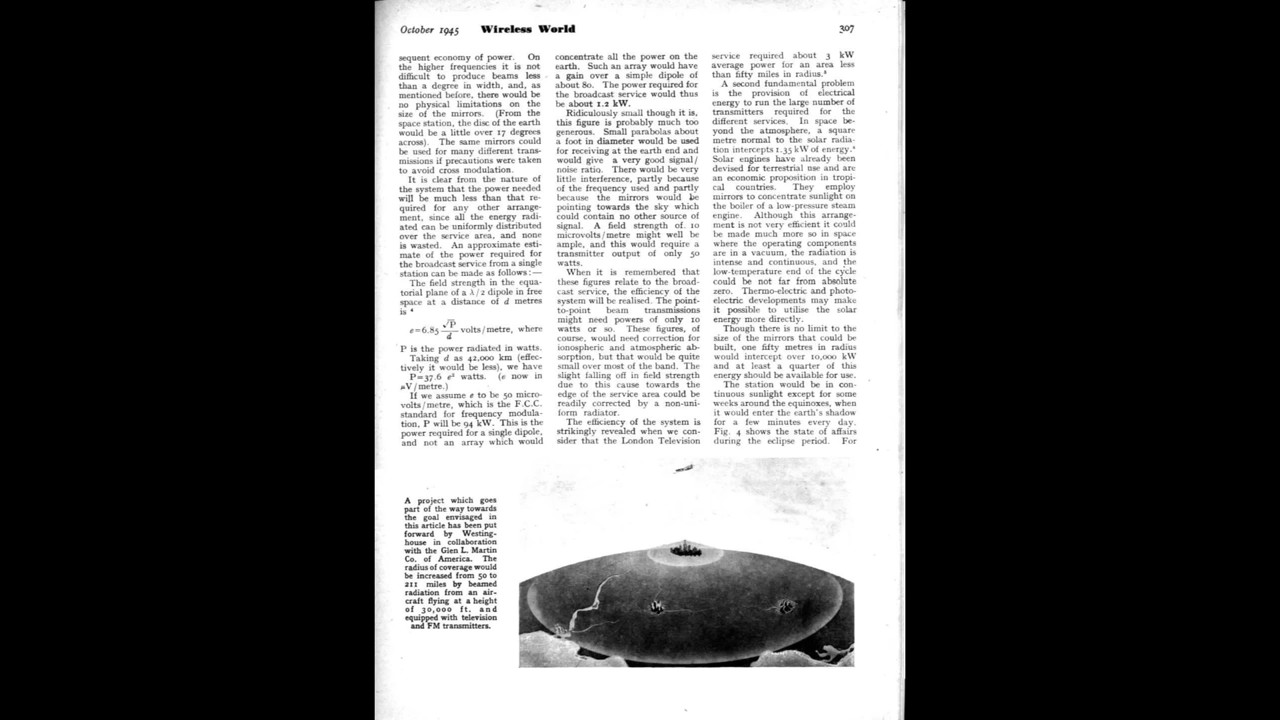 October 1945 Wireless World 307
sequent economy of power. On
the higher frequencies it is not
difficult to produce beams less
than a degree in width, and, as
mentioned before, there would be
no physical limitations on the
size of the mirrors. (From the
space station, the disc of the earth
would be a little over 17 degrees
across). The same mirrors could
be used for many different trans-
missions if precautions were taken
to avoid cross modulation.
It is clear from the nature of
the system that the power needed
will be much less than that re-
quired for any other arrange-
ment, since all the energy radi-
ated can be uniformly distributed
over the service area, and none
is wasted. An approximate esti-
mate of the power required for
the broadcast service from a single
station can be made as follows:—
The field strength in the equa-
torial plane of a λ/2 dipole in free
space at a distance of d metres
is ⁴
e=6.85 √P/d volts/metre, where
P is the power radiated in watts.
Taking d as 42,000 km (effec-
tively it would be less), we have
P=37.6 e² watts. (e now in
μV/metre.)
If we assume e to be 50 micro-
volts/metre, which is the F.C.C.
standard for frequency modula-
tion, P will be 94 kW. This is the
power required for a single dipole,
and not an array which would
concentrate all the power on the
earth. Such an array would have
a gain over a simple dipole of
about 80. The power required for
the broadcast service would thus
be about 1.2 kW.
Ridiculously small though it is,
this figure is probably much too
generous. Small parabolas about
a foot in diameter would be used
for receiving at the earth end and
would give a very good signal/
noise ratio. There would be very
little interference, partly because
of the frequency used and partly
because the mirrors would be
pointing towards the sky which
could contain no other source of
signal. A field strength of 10
microvolts/metre might well be
ample, and this would require a
transmitter output of only 50
watts.
When it is remembered that
these figures relate to the broad-
cast service, the efficiency of the
system will be realised. The point-
to-point beam transmissions
might need powers of only 10
watts or so. These figures, of
course, would need correction for
ionospheric and atmospheric ab-
sorption, but that would be quite
small over most of the band. The
slight falling off in field strength
due to this cause towards the
edge of the service area could be
readily corrected by a non-uni-
form radiator.
The efficiency of the system is
strikingly revealed when we con-
sider that the London Television
service required about 3 kW
average power for an area less
than fifty miles in radius.⁵
A second fundamental problem
is the provision of electrical
energy to run the large number of
transmitters required for the
different services. In space be-
yond the atmosphere, a square
metre normal to the solar radia-
tion intercepts 1.35 kW of energy.⁶
Solar engines have already been
devised for terrestrial use and are
an economic proposition in tropi-
cal countries. They employ
mirrors to concentrate sunlight on
the boiler of a low-pressure steam
engine. Although this arrange-
ment is not very efficient it could
be made much more so in space
where the operating components
are in a vacuum, the radiation is
intense and continuous, and the
low-temperature end of the cycle
could be not far from absolute
zero. Thermo-electric and photo-
electric developments may make
it possible to utilise the solar
energy more directly.
Though there is no limit to the
size of the mirrors that could be
built, one fifty metres in radius
would intercept over 10,000 kW
and at least a quarter of this
energy should be available for use.
The station would be in con-
tinuous sunlight except for some
weeks around the equinoxes, when
it would enter the earth's shadow
for a few minutes every day.
Fig. 4 shows the state of affairs
during the eclipse period. For
A project which goes
part of the way towards
the goal envisaged in
this article has been put
forward by Westing-
house in collaboration
with the Glen L. Martin
Co. of America. The
radius of coverage would
be increased from 50 to
211 miles by beamed
radiation from an air-
craft flying at a height
of 30,000 ft. and
equipped with television
and FM transmitters.